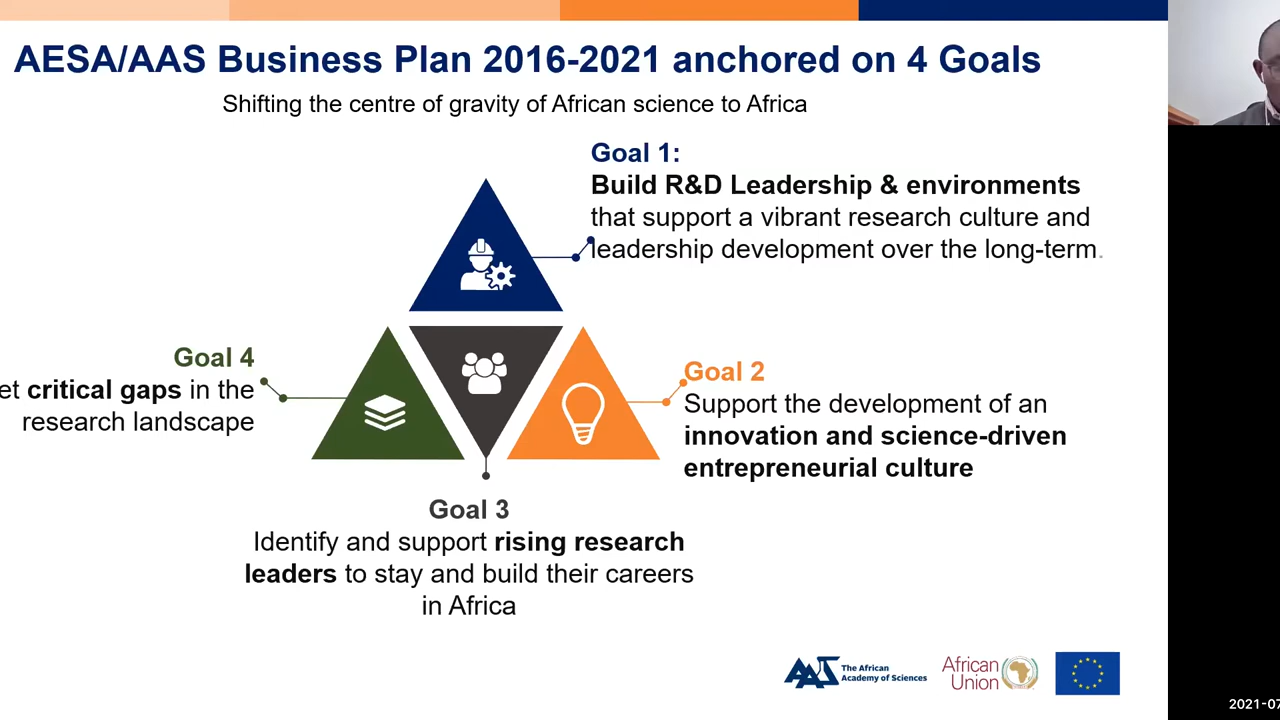 AESA/AAS Business Plan 2016-2021 anchored on 4 Goals
Shifting the centre of gravity of African science to Africa
Goal 1:
Build R&D Leadership & environments
that support a vibrant research culture and
leadership development over the long-term.
Goal 4
critical gaps in the
research landscape
Goal 2
Support the development of an
innovation and science-driven
entrepreneurial culture
Goal 3
Identify and support rising research
leaders to stay and build their careers
in Africa
AAS
The African
Academy of Sciences
African
Union
2021-07